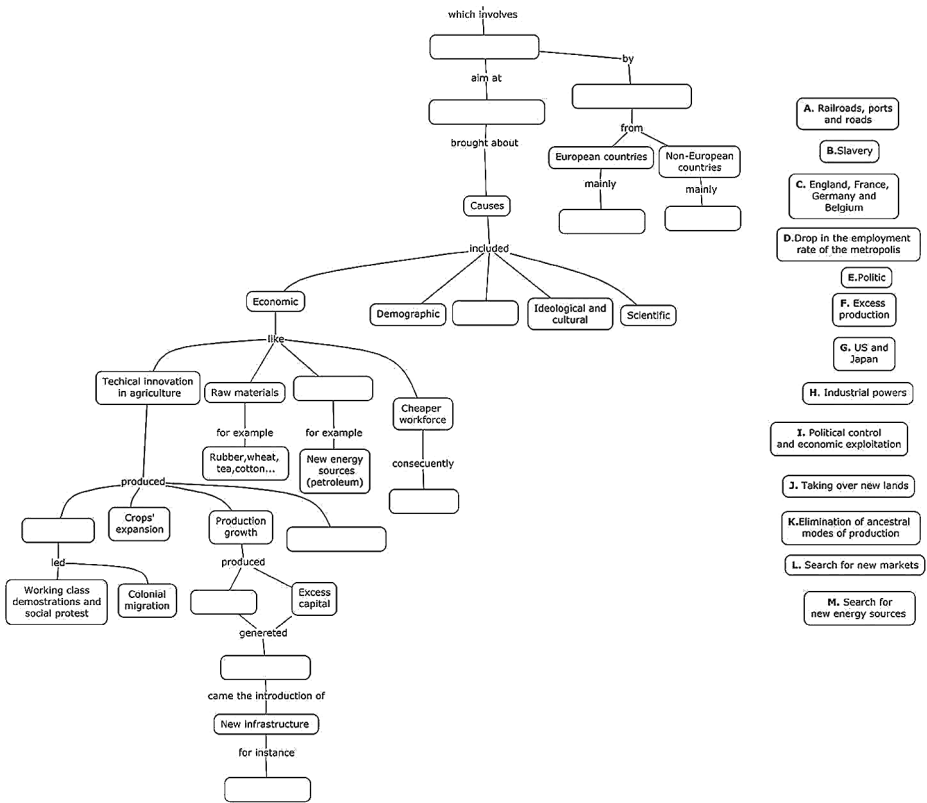 which involves
by
aim at
from
brought about
European countries
Non-European
countries
mainly
mainly
Causes
included
Economic
Demographic
Ideological and
cultural
Scientific
like
Techical innovation
in agriculture
Raw materials
Cheaper
workforce
for example
for example
Rubber,wheat,
tea,cotton...
New energy
sources
(petroleum)
consecuently
produced
Crops'
expansion
Production
growth
led
produced
Working class
demostrations and
social protest
Colonial
migration
Excess
capital
genereted
came the introduction of
New infrastructure
for instance
A. Railroads, ports
and roads
B.Slavery
C. England, France,
Germany and
Belgium
D.Drop in the employment
rate of the metropolis
E.Politic
F. Excess
production
G. US and
Japan
H. Industrial powers
I. Political control
and economic exploitation
J. Taking over new lands
K.Elimination of ancestral
modes of production
L. Search for new markets
M. Search for
new energy sources